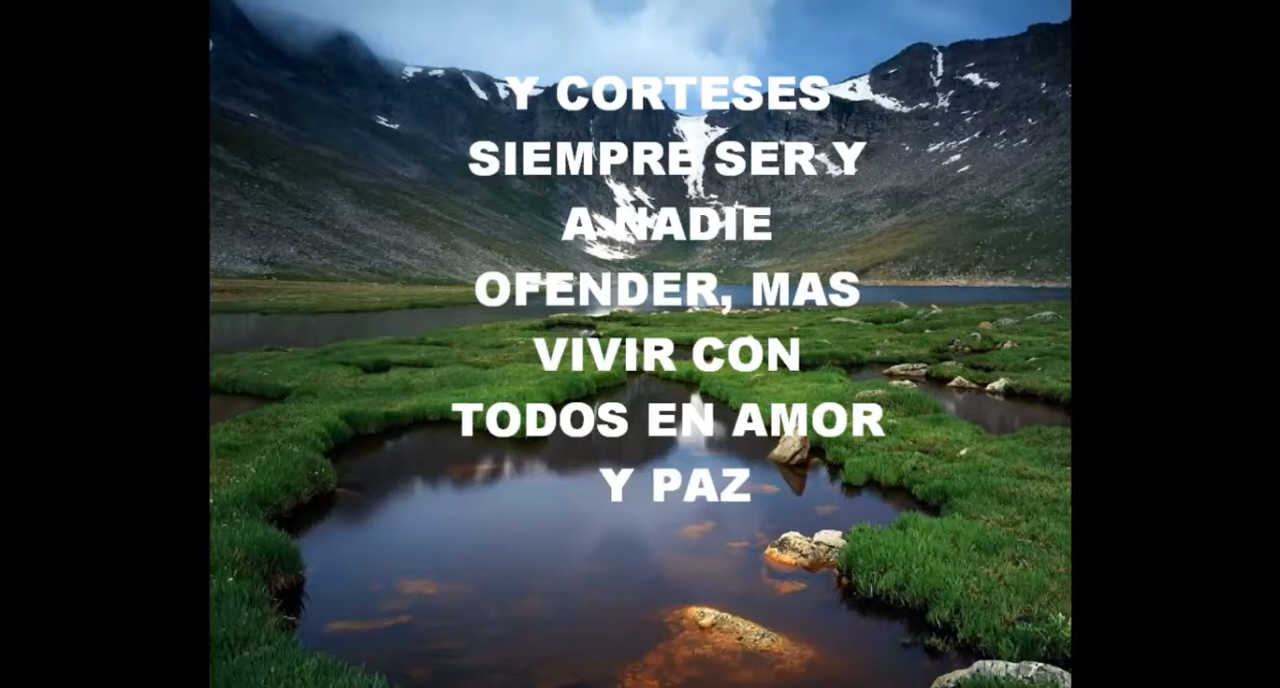 Y CORTESES
SIEMPRE SER Y
A NADIE
OFENDER, MAS
VIVIR CON
TODOS EN AMOR
Y PAZ